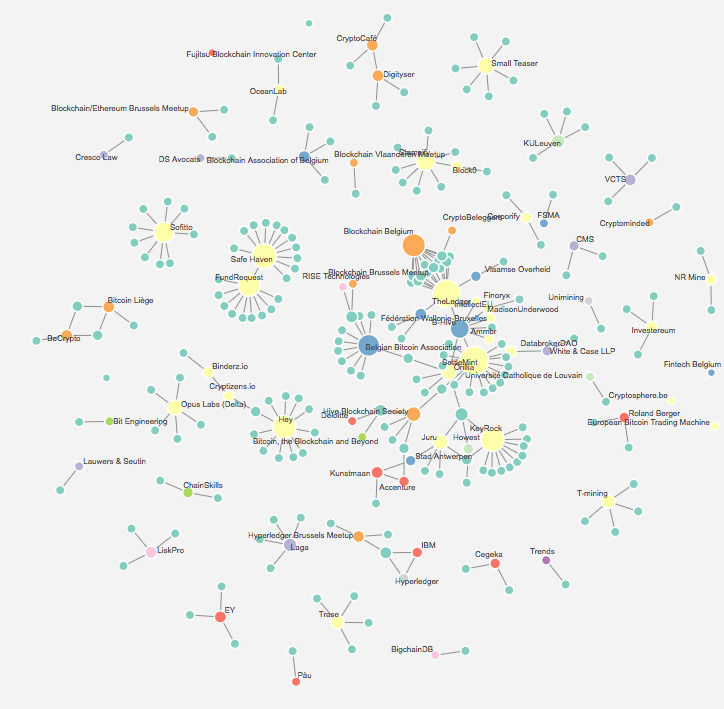 CryptoCafé
Fujitsu Blockchain Innovation Center
Small Teaser
Digityser
OceanLab
Blockchain/Ethereum Brussels Meetup
KULeuven
Cresco Law
DS Avocats
Blockchain Association of Belgium
Blockchain Vlaanderen Meetup
Block0
VCTS
CryptoBeleggers
Conporify
FSMA
Cryptominded
Sofitto
Blockchain Belgium
CMS
Safe Haven
Vlaamse Overheid
RISE Technologies
Blockchain Brussels Meetup
FundRequest
NR Mine
Bitcoin Liège
TheLedger
Finoryx
Unimining
IntellectEU
MadisonUnderwood
Fédération Wallonie-Bruxelles
B-Hive
Ammbr
Investereum
BeCrypto
Belgian Bitcoin Association
DatabrokerDAO
White & Case LLP
SettleMint
Orillia
Fintech Belgium
Binderz.io
Université Catholique de Louvain
Cryptizens.io
Cryptosphere.be
Opus Labs (Delta)
Deloitte
Hive Blockchain Society
Roland Berger
Bit Engineering
Hey
European Bitcoin Trading Machine
KeyRock
Bitcoin, the Blockchain and Beyond
Juru
Howest
Stad Antwerpen
Lauwers & Seutin
Kunstmaan
ChainSkills
Accenture
T-mining
Hyperledger Brussels Meetup
IBM
LiskPro
Laga
Cegeka
Trends
Hyperledger
EY
Trase
BigchainDB
Pàu